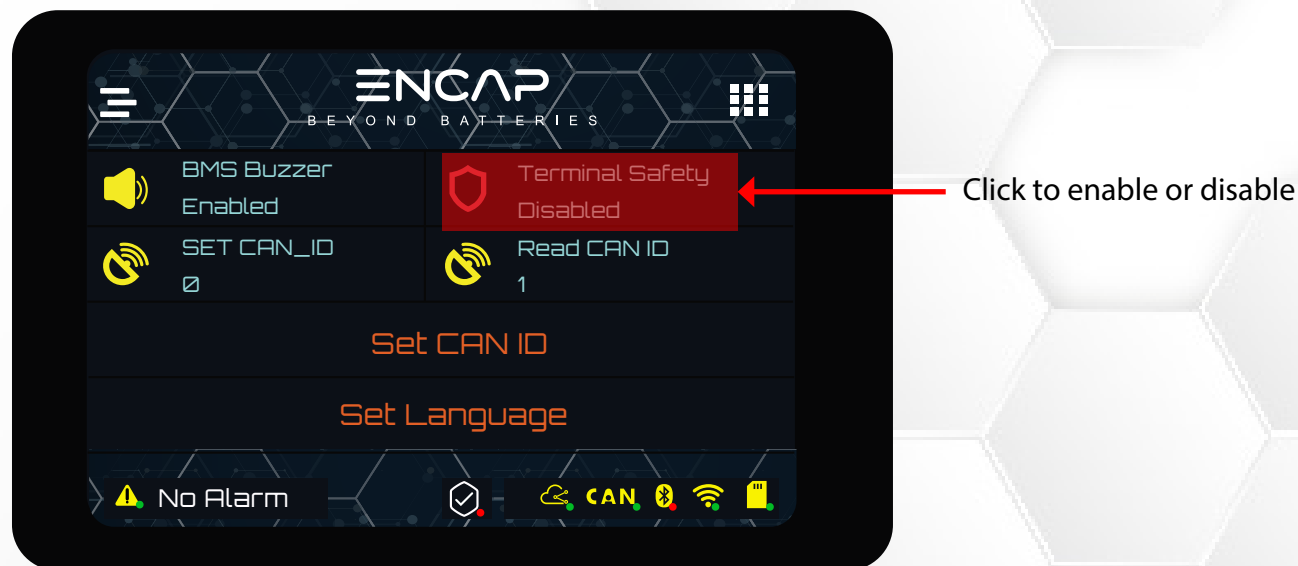 ENCAP
BEYOND BATTERIES
BMS Buzzer
Enabled
Terminal Safety
Disabled
Click to enable or disable
SET CAN_ID
0
Read CAN ID
1
Set CAN ID
Set Language
No Alarm
CAN